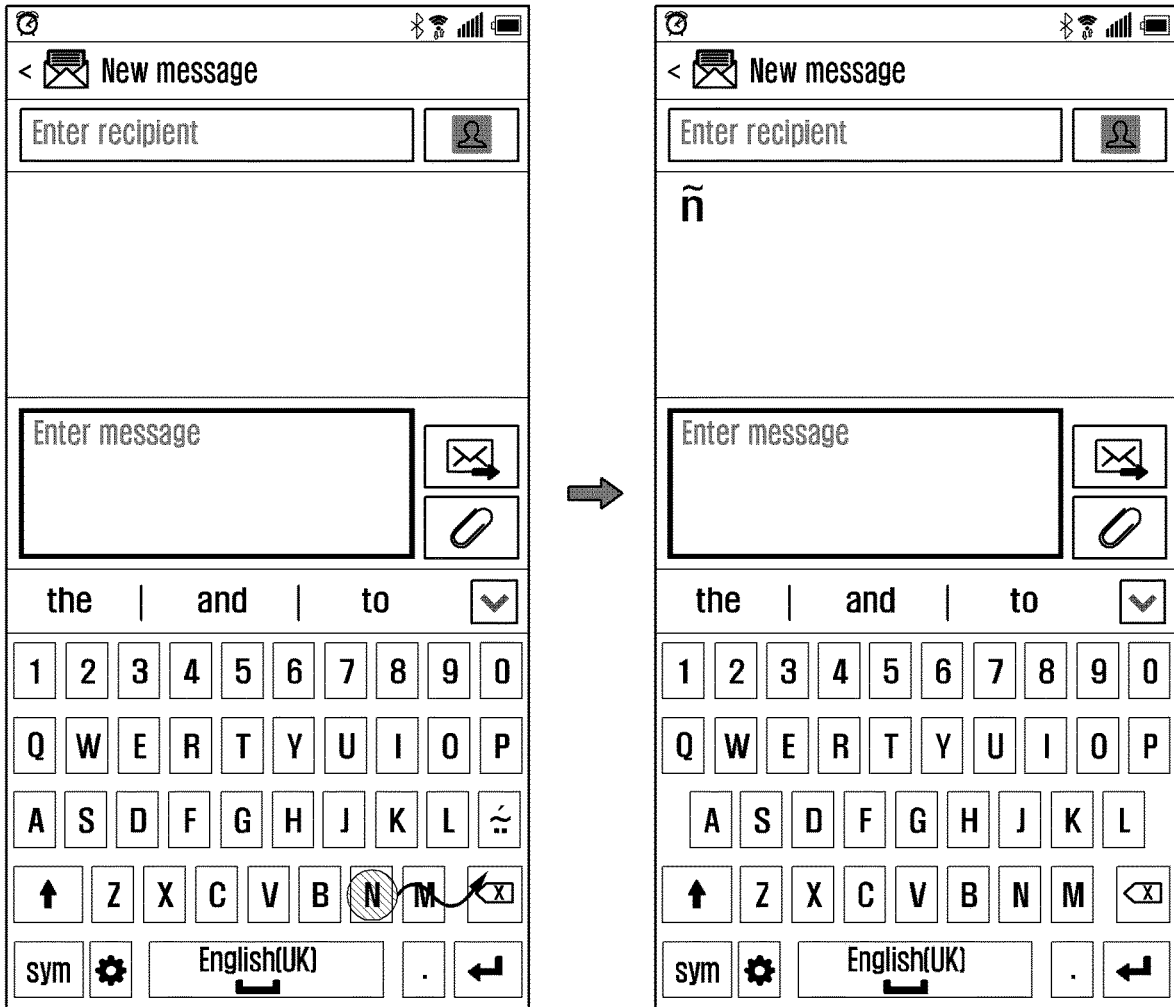 < New message
Enter recipient
Enter message
the | and | to
1 2 3 4 5 6 7 8 9 0
Q W E R T Y U I O P
A S D F G H J K L
Z X C V B N M X
sym English(UK) .
< New message
Enter recipient
ñ
Enter message
the | and | to
1 2 3 4 5 6 7 8 9 0
Q W E R T Y U I O P
A S D F G H J K L
Z X C V B N M X
sym English(UK) .